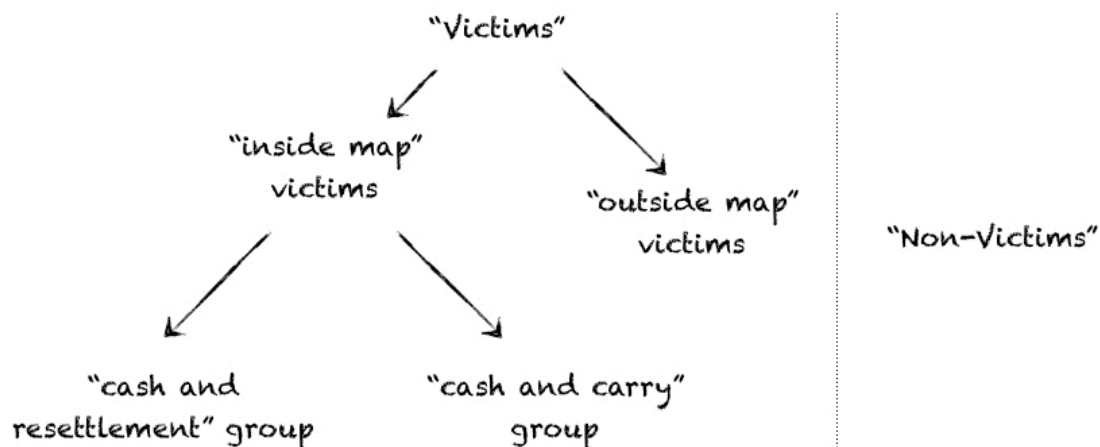 “Victims”
“inside map”
victims
“outside map”
victims
“Non-Victims”
“cash and
resettlement” group
“cash and carry”
group